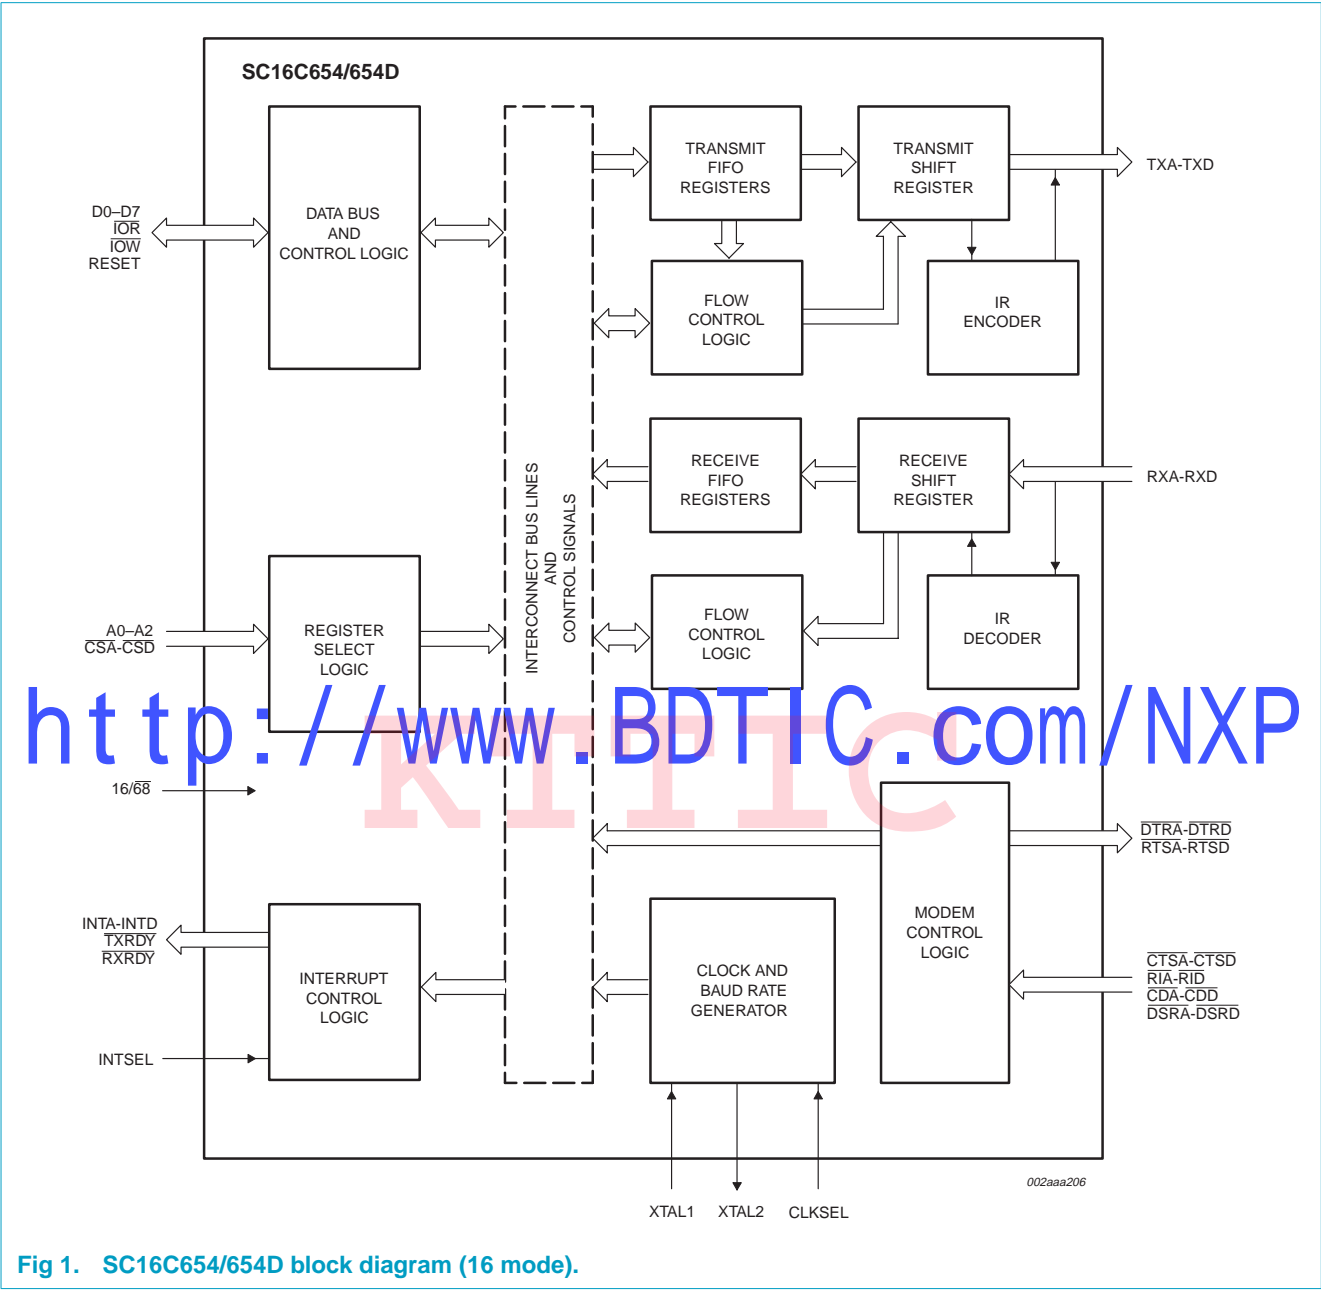 SC16C654/654D
DATA BUS
AND
CONTROL LOGIC
D0–D7
IOR
IOW
RESET
TRANSMIT
FIFO
REGISTERS
TRANSMIT
SHIFT
REGISTER
TXA-TXD
FLOW
CONTROL
LOGIC
IR
ENCODER
INTERCONNECT BUS LINES
AND
CONTROL SIGNALS
RECEIVE
FIFO
REGISTERS
RECEIVE
SHIFT
REGISTER
RXA-RXD
FLOW
CONTROL
LOGIC
IR
DECODER
A0–A2
CSA-CSD
REGISTER
SELECT
LOGIC
http://www.BDTIC.com/NXP
KTTIC
16/68
DTRA-DTRD
RTSA-RTSD
MODEM
CONTROL
LOGIC
CTSA-CTSD
RIA-RID
CDA-CDD
DSRA-DSRD
INTA-INTD
TXRDY
RXRDY
INTERRUPT
CONTROL
LOGIC
INTSEL
CLOCK AND
BAUD RATE
GENERATOR
XTAL1
XTAL2
CLKSEL
002aaa206
Fig 1. SC16C654/654D block diagram (16 mode).